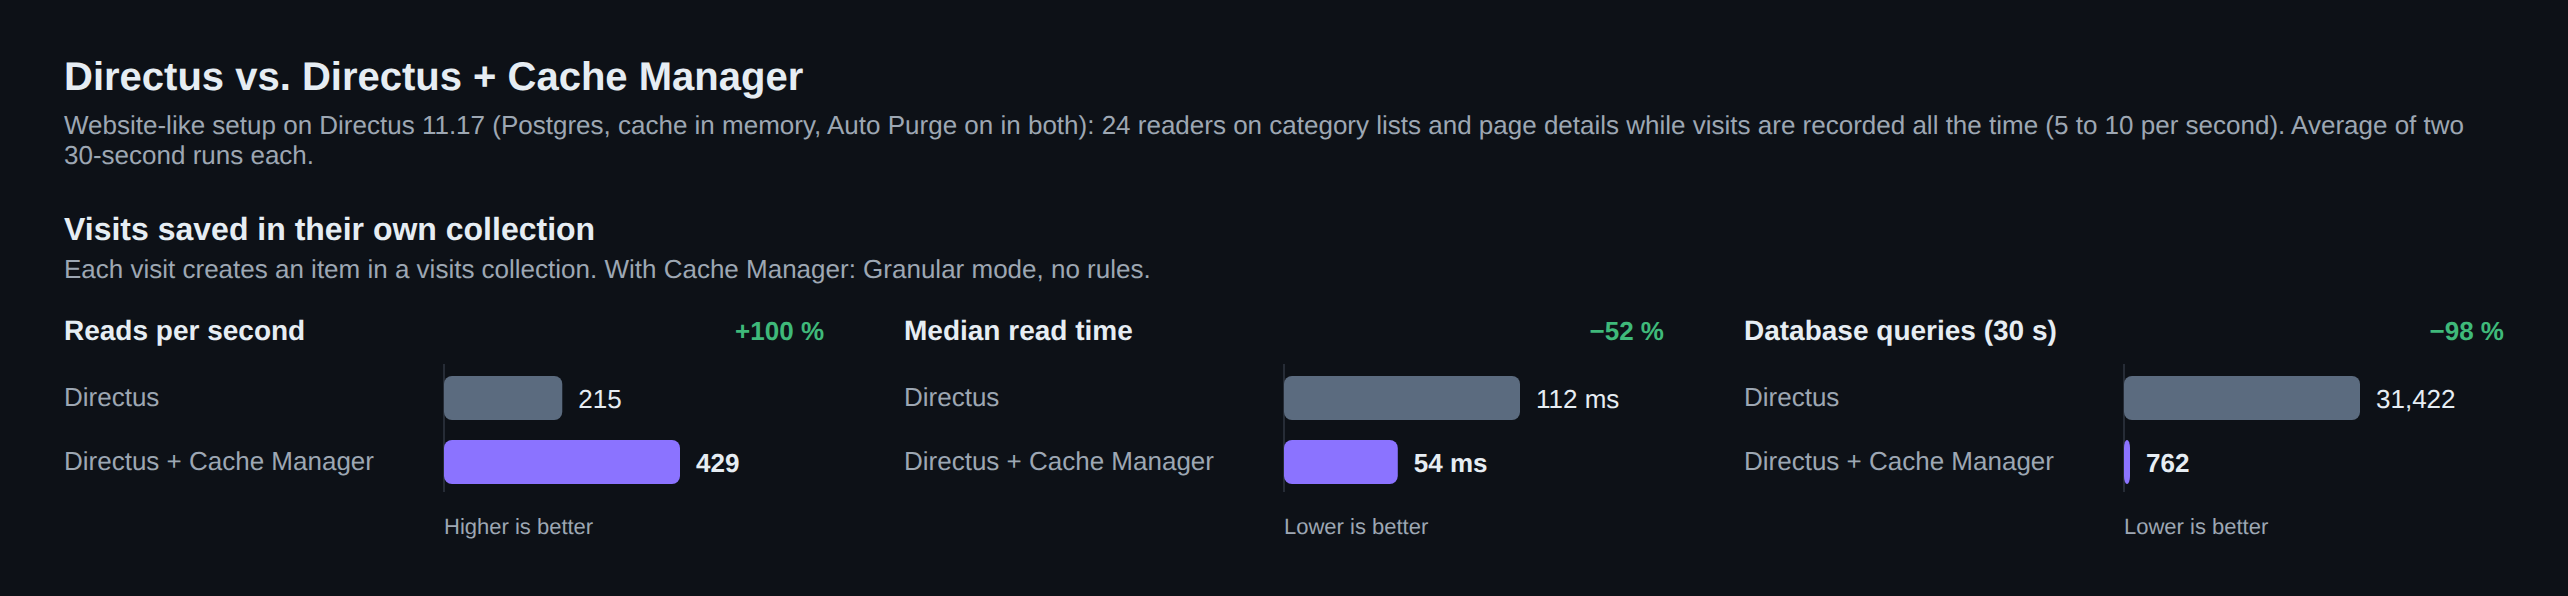 Directus vs. Directus + Cache Manager
Website-like setup on Directus 11.17 (Postgres, cache in memory, Auto Purge on in both): 24 readers on category lists and page details while visits are recorded all the time (5 to 10 per second). Average of two
30-second runs each.
Visits saved in their own collection
Each visit creates an item in a visits collection. With Cache Manager: Granular mode, no rules.
Reads per second +100 %
Directus 215
Directus + Cache Manager 429
Higher is better
Median read time −52 %
Directus 112 ms
Directus + Cache Manager 54 ms
Lower is better
Database queries (30 s) −98 %
Directus 31,422
Directus + Cache Manager 762
Lower is better